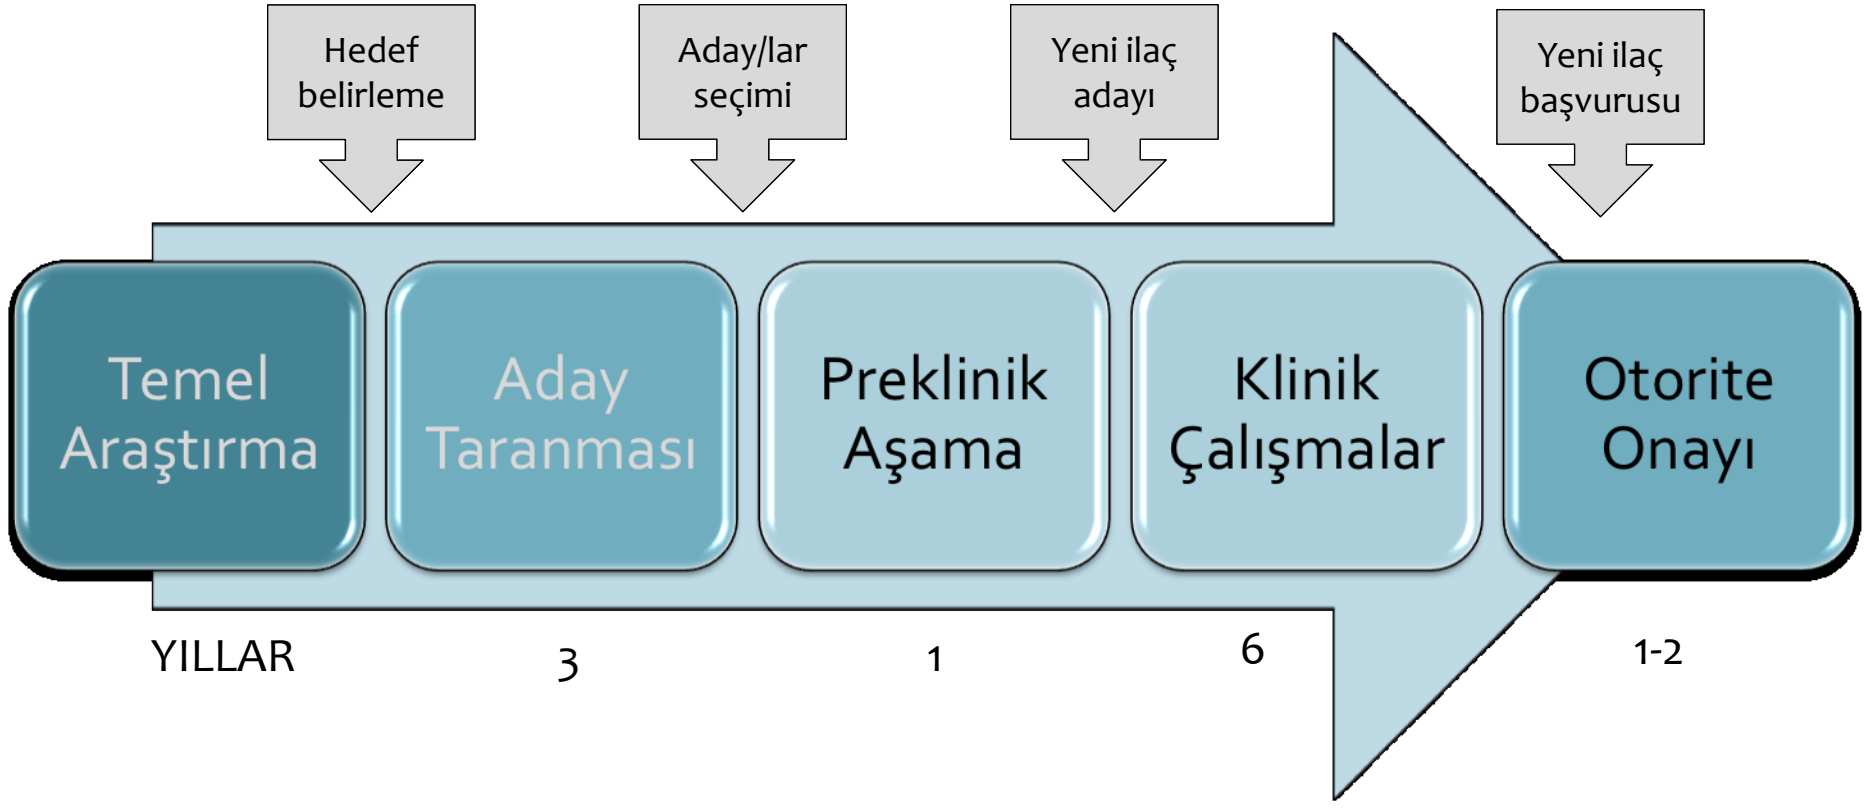 Hedef
belirleme
Aday/lar
seçimi
Yeni ilaç
adayı
Yeni ilaç
başvurusu
Temel
Araştırma
Aday
Taranması
Preklinik
Aşama
Klinik
Çalışmalar
Otorite
Onayı
YILLAR
3
1
6
1-2